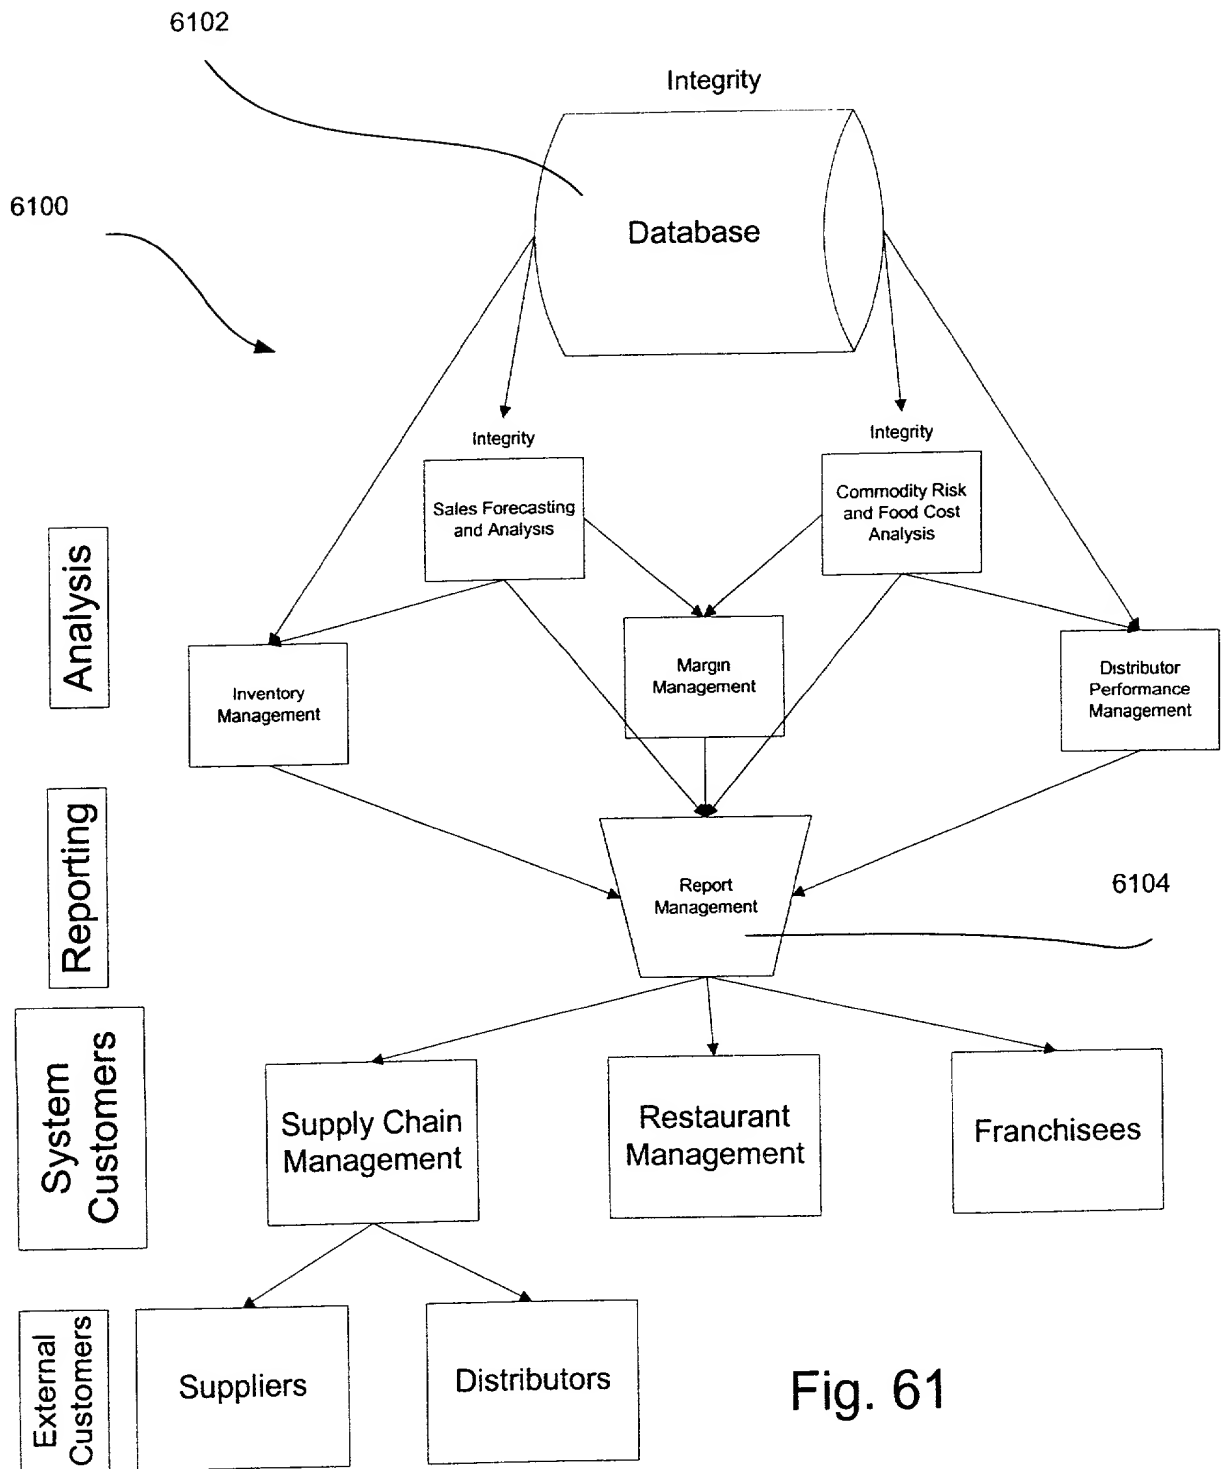 6102
Integrity
6100
Database
Integrity
Integrity
Sales Forecasting
and Analysis
Commodity Risk
and Food Cost
Analysis
Analysis
Inventory
Management
Margin
Management
Distributor
Performance
Management
Reporting
Report
Management
6104
System
Customers
Supply Chain
Management
Restaurant
Management
Franchisees
External
Customers
Suppliers
Distributors
Fig. 61